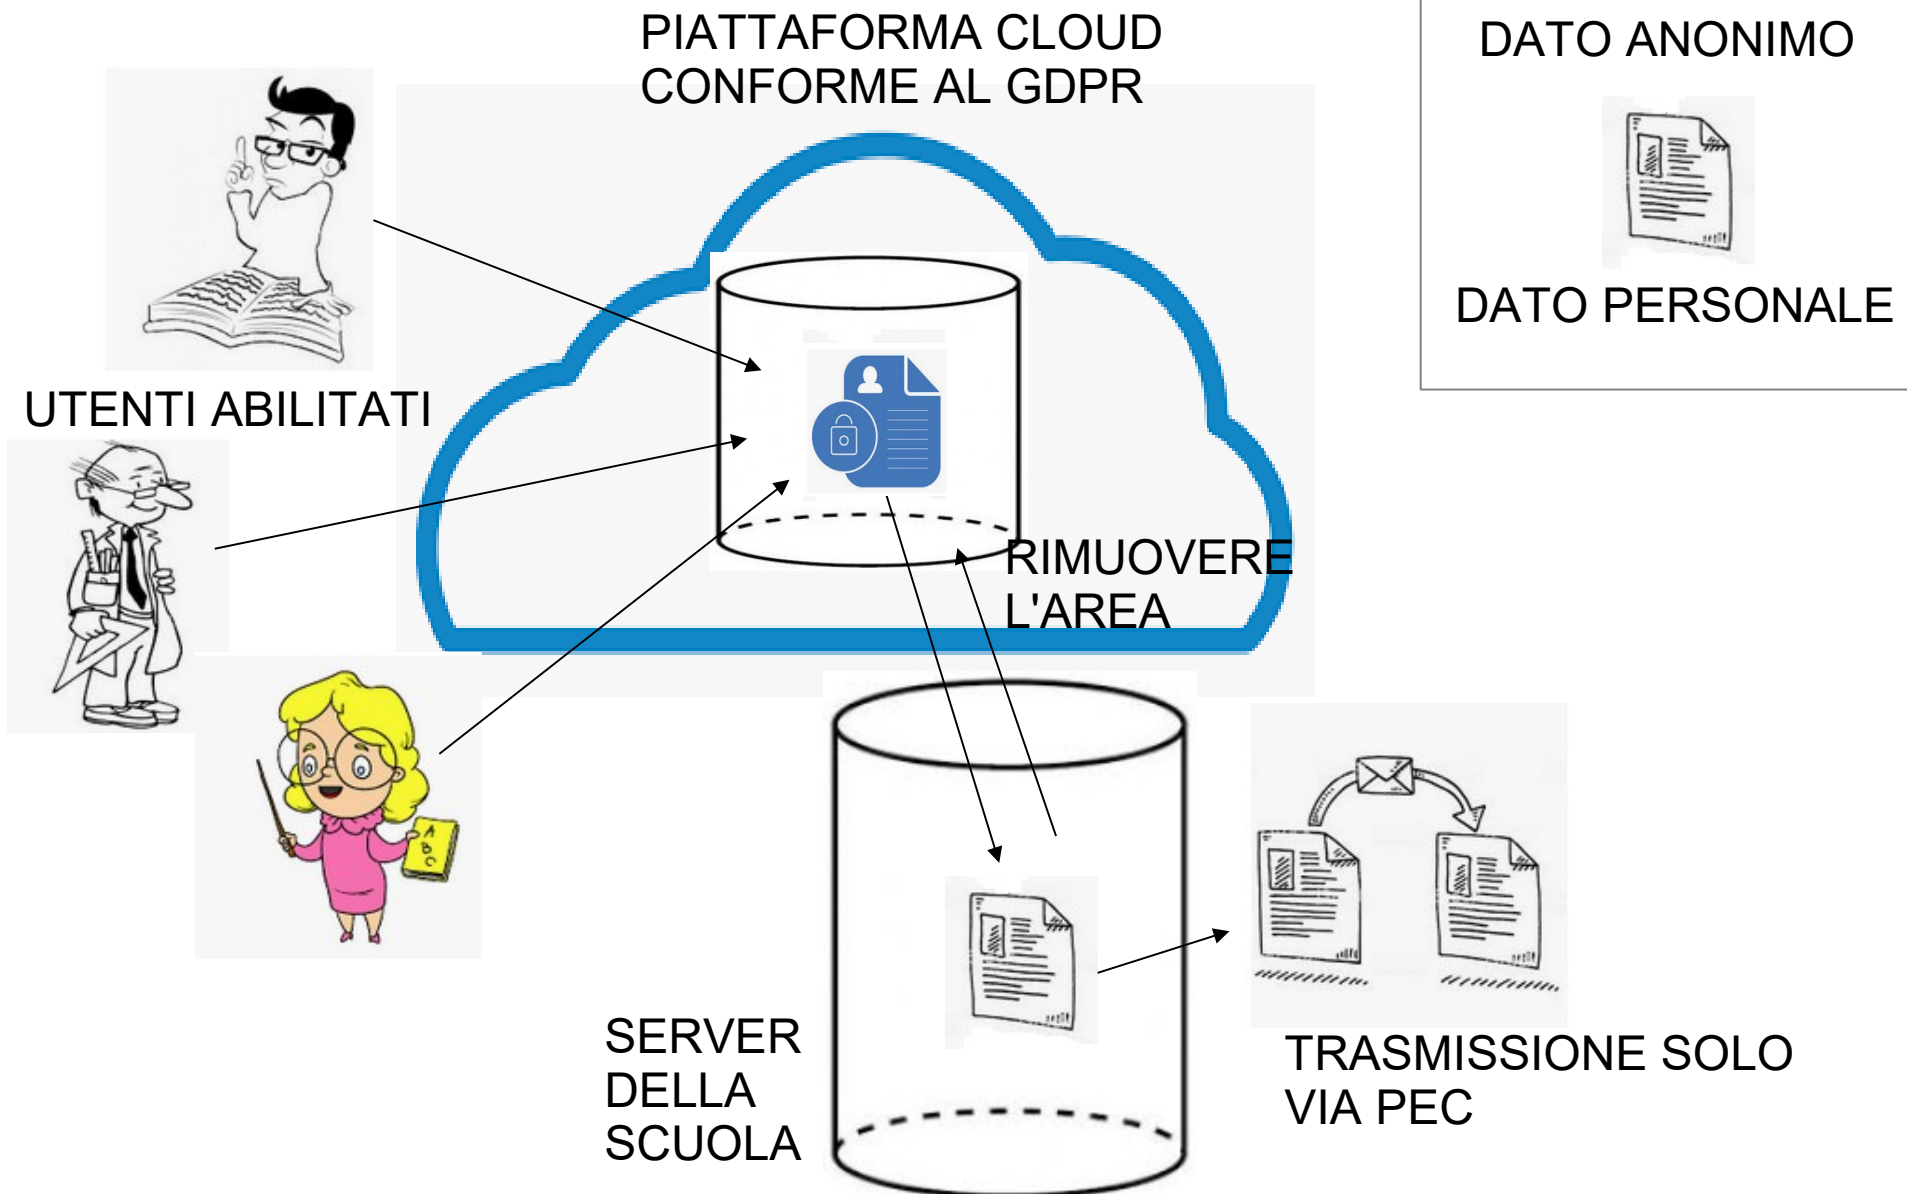 PIATTAFORMA CLOUD
CONFORME AL GDPR
DATO ANONIMO
DATO PERSONALE
UTENTI ABILITATI
RIMUOVERE
L'AREA
A
B
C
SERVER
DELLA
SCUOLA
TRASMISSIONE SOLO
VIA PEC